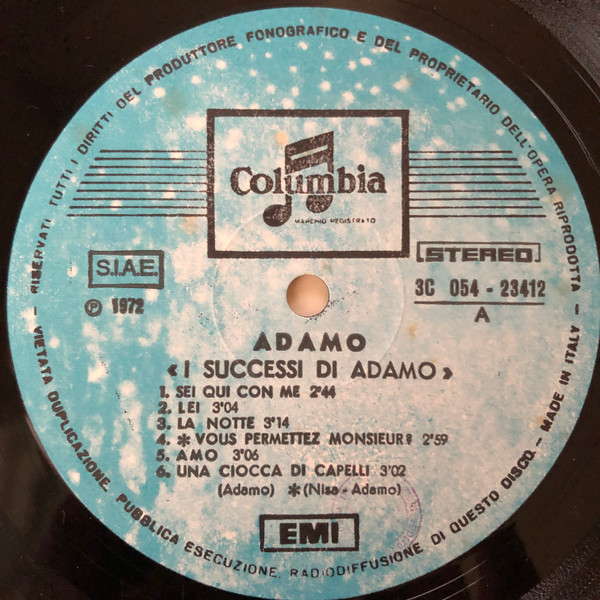 RISERVATI TUTTI I DIRITTI DEL PRODUTTORE FONOGRAFICO E DEL PROPRIETARIO DELL'OPERA RIPRODOTTA - MADE IN ITALY -
VIETATA DUPLICAZIONE. PUBBLICA ESECUZIONE. RADIODIFFUSIONE DI QUESTO DISCO. -
Columbia
MARCHIO REGISTRATO
S.I.A.E.
STEREO
℗ 1972
3C 054 - 23412
A
ADAMO
« I SUCCESSI DI ADAMO »
1. SEI QUI CON ME 2'44
2. LEI 3'04
3. LA NOTTE 3'14
4. * VOUS PERMETTEZ MONSIEUR? 2'59
5. AMO 3'06
6. UNA CIOCCA DI CAPELLI 3'02
(Adamo) * (Nisa - Adamo)
EMI